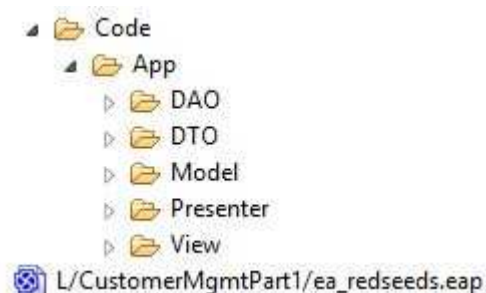 Code
App
DAO
DTO
Model
Presenter
View
L/CustomerMgmtPart1/ea_redseeds.eap